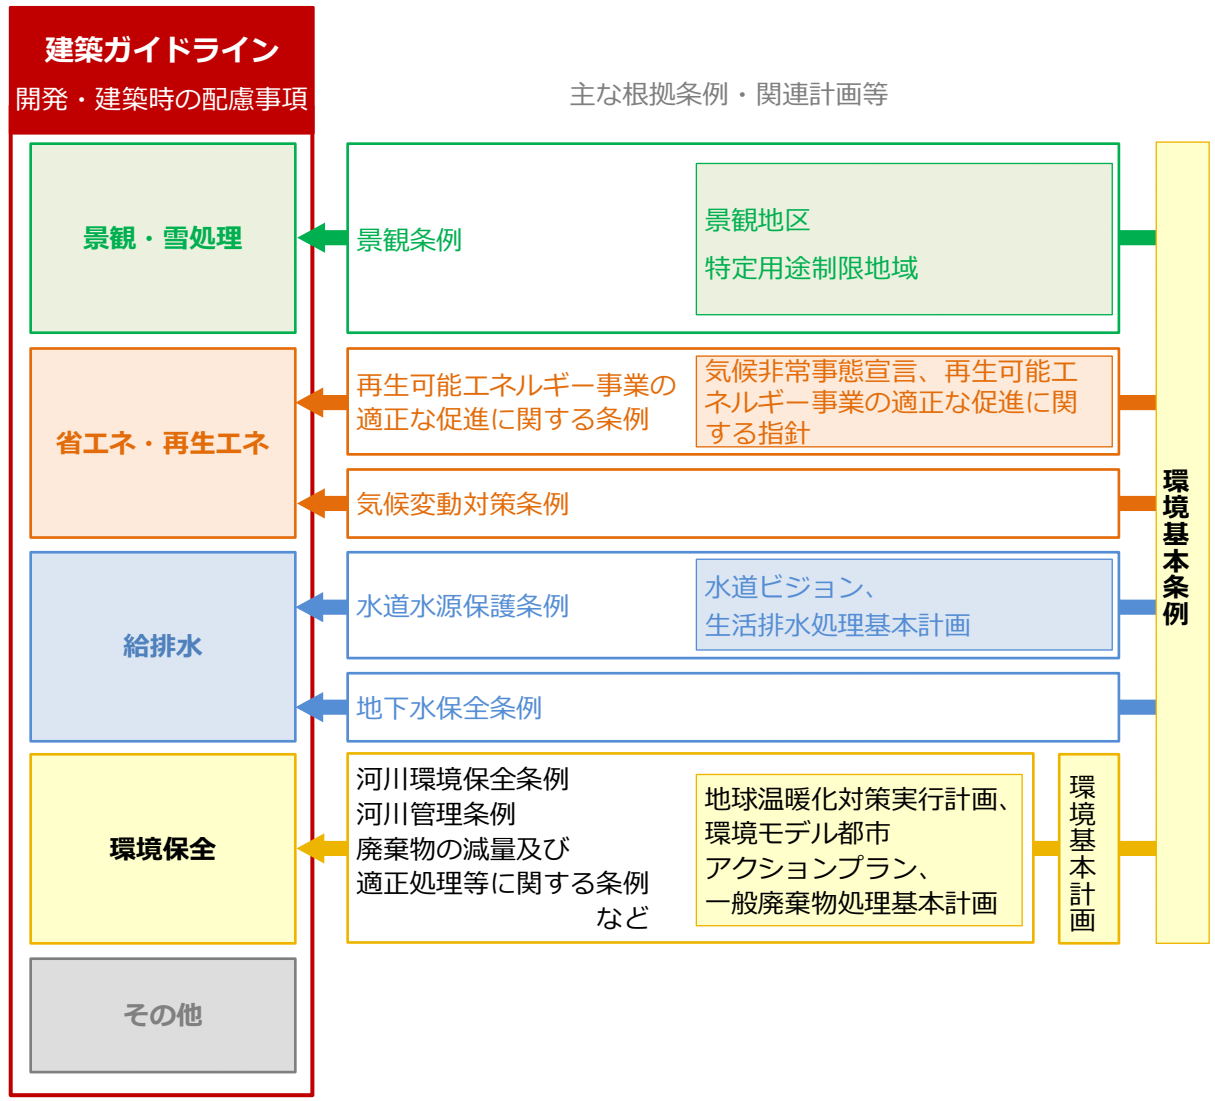 建築ガイドライン
開発・建築時の配慮事項
主な根拠条例・関連計画等
景観・雪処理
景観条例
景観地区
特定用途制限地域
省エネ・再生エネ
再生可能エネルギー事業の
適正な促進に関する条例
気候非常事態宣言、再生可能エ
ネルギー事業の適正な促進に関
する指針
気候変動対策条例
給排水
水道水源保護条例
水道ビジョン、
生活排水処理基本計画
地下水保全条例
環境保全
河川環境保全条例
河川管理条例
廃棄物の減量及び
適正処理等に関する条例
など
地球温暖化対策実行計画、
環境モデル都市
アクションプラン、
一般廃棄物処理基本計画
環境基本計画
環境基本条例
その他